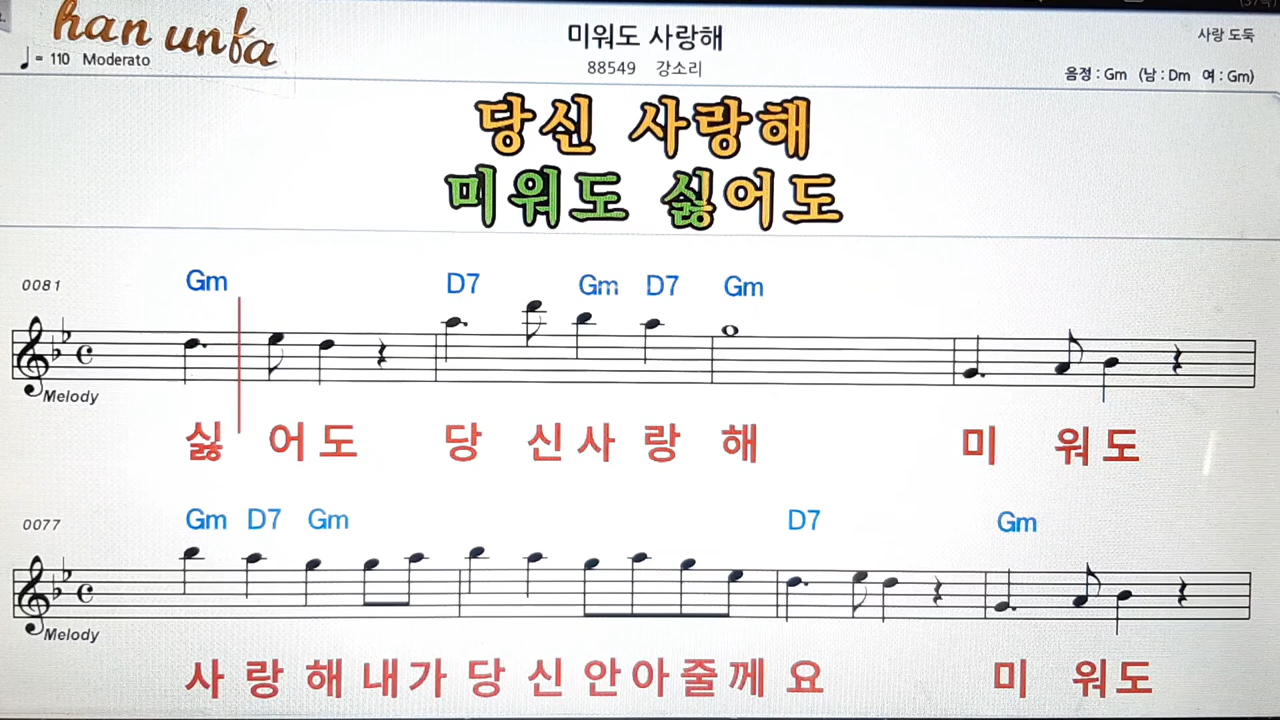 han unfa
♩= 110 Moderato
미워도 사랑해
88549 강소리
사랑 도둑
음정 : Gm (남 : Dm 여 : Gm)
당신 사랑해
미워도 싫어도
0081
Gm D7 Gm D7 Gm
Melody
싫 어도 당 신사 랑 해 미 워도
0077
Gm D7 Gm D7 Gm
Melody
사 랑 해 내가 당 신 안아줄께 요 미 워도